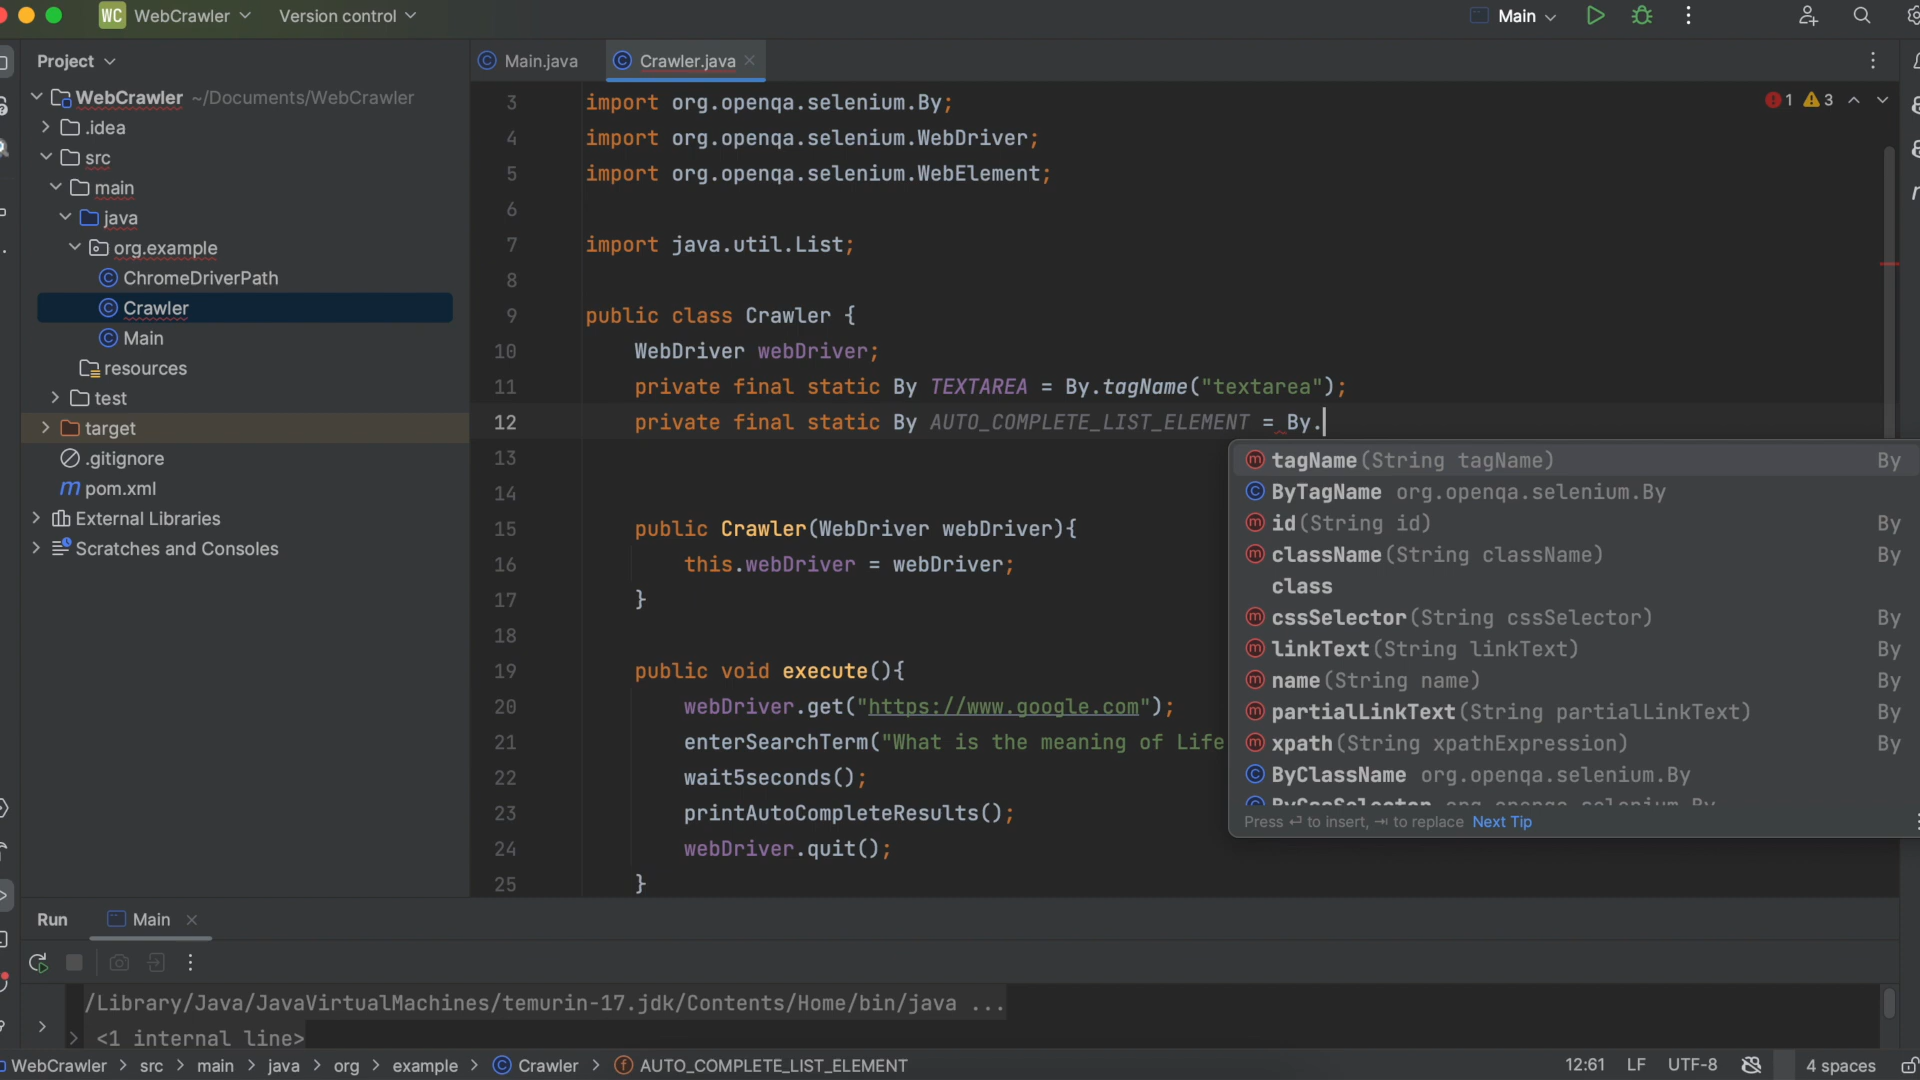 WC WebCrawler Version control Main
Project Main.java Crawler.java
WebCrawler ~/Documents/WebCrawler
.idea
src
main
java
org.example
ChromeDriverPath
Crawler
Main
resources
test
target
.gitignore
pom.xml
External Libraries
Scratches and Consoles
1 3
3 import org.openqa.selenium.By;
4 import org.openqa.selenium.WebDriver;
5 import org.openqa.selenium.WebElement;
6
7 import java.util.List;
8
9 public class Crawler {
10 WebDriver webDriver;
11 private final static By TEXTAREA = By.tagName("textarea");
12 private final static By AUTO_COMPLETE_LIST_ELEMENT = By.
13
14
15 public Crawler(WebDriver webDriver){
16 this.webDriver = webDriver;
17 }
18
19 public void execute(){
20 webDriver.get("https://www.google.com");
21 enterSearchTerm("What is the meaning of Life
22 wait5seconds();
23 printAutoCompleteResults();
24 webDriver.quit();
25 }
tagName(String tagName) By
ByTagName org.openqa.selenium.By
id(String id) By
className(String className) By
class
cssSelector(String cssSelector) By
linkText(String linkText) By
name(String name) By
partialLinkText(String partialLinkText) By
xpath(String xpathExpression) By
ByClassName org.openqa.selenium.By
Press ⏎ to insert, ⇥ to replace Next Tip
Run Main
/Library/Java/JavaVirtualMachines/temurin-17.jdk/Contents/Home/bin/java ...
<1 internal line>
WebCrawler > src > main > java > org > example > Crawler > AUTO_COMPLETE_LIST_ELEMENT 12:61 LF UTF-8 4 spaces